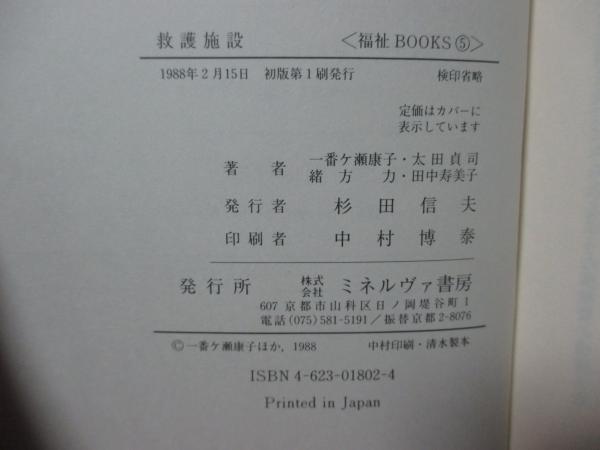 救護施設 〈福祉BOOKS⑤〉
1988年2月15日 初版第1刷発行 検印省略
定価はカバーに
表示しています
著者 一番ケ瀬康子・太田貞司
緒方力・田中寿美子
発行者 杉田信夫
印刷者 中村博泰
発行所 株式会社 ミネルヴァ書房
607 京都市山科区日ノ岡堤谷町1
電話(075)581-5191/振替京都2-8076
©一番ケ瀬康子ほか, 1988 中村印刷・清水製本
ISBN 4-623-01802-4
Printed in Japan